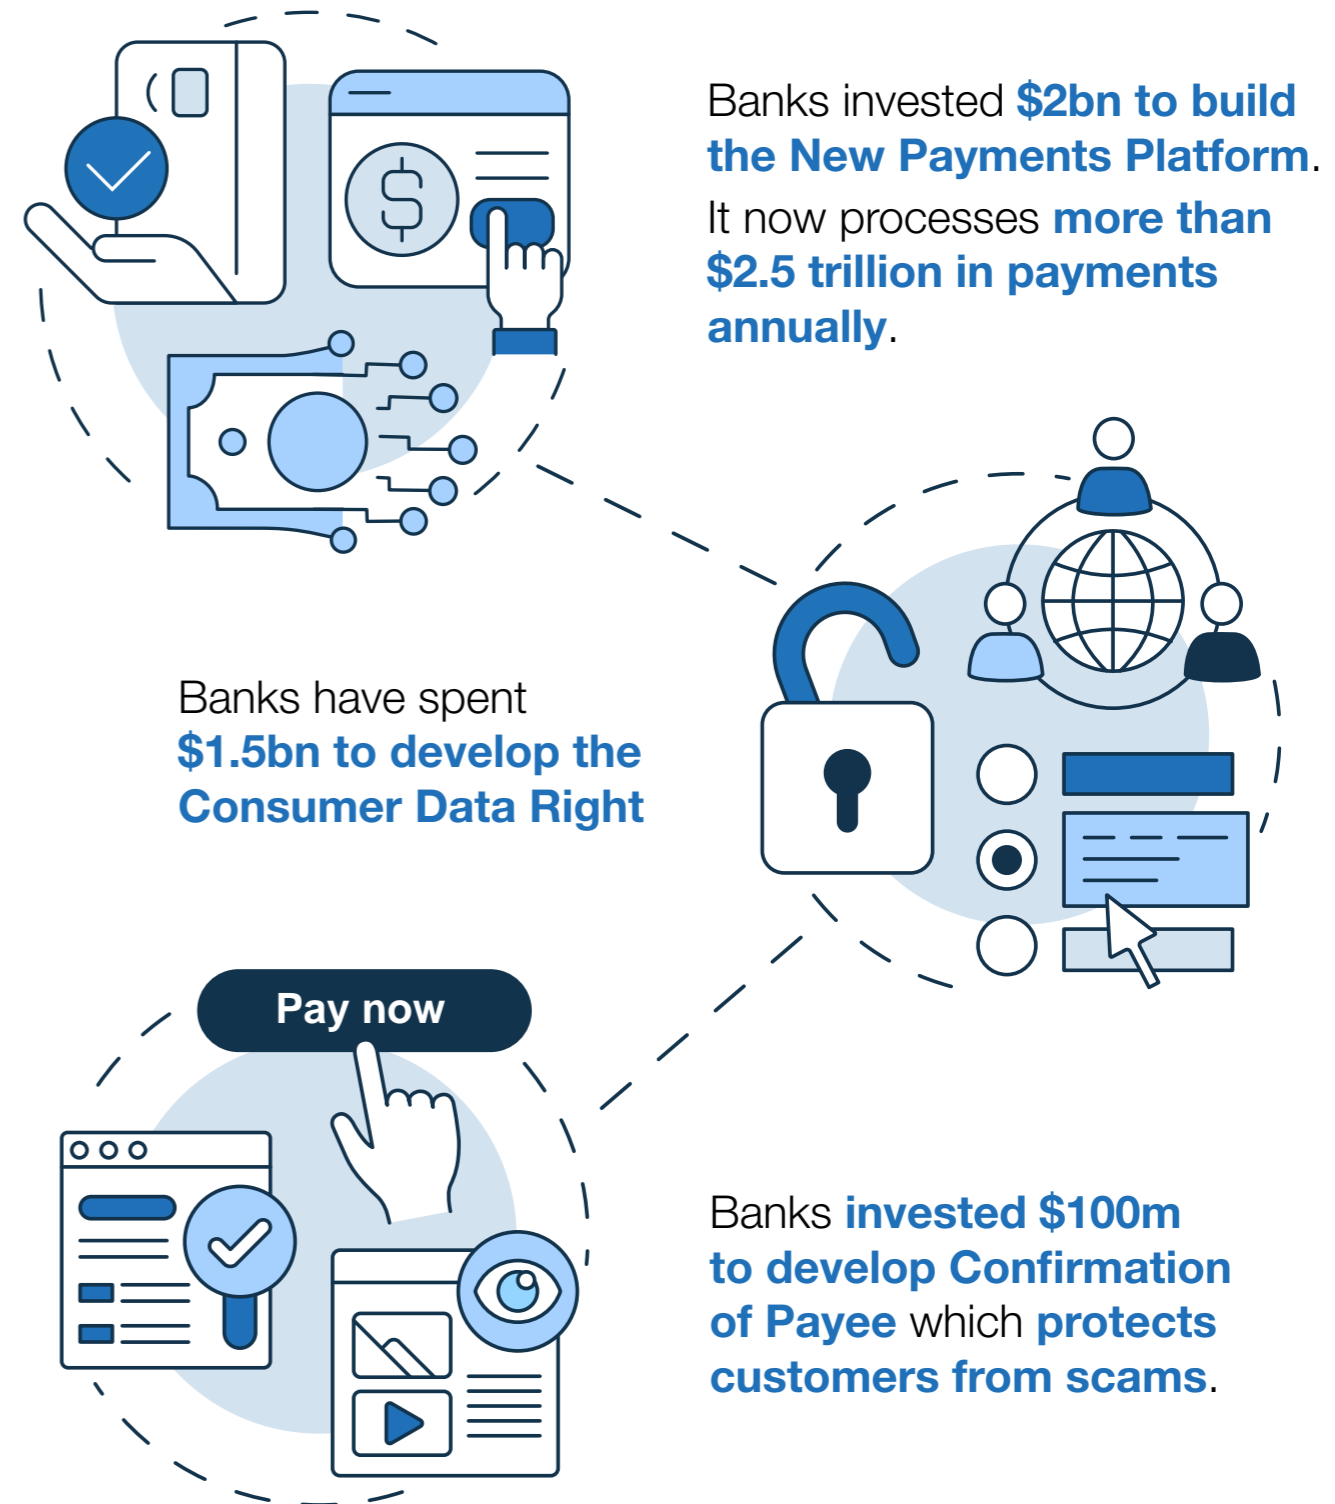 Banks invested $2bn to build
the New Payments Platform.
It now processes more than
$2.5 trillion in payments
annually.
Banks have spent
$1.5bn to develop the
Consumer Data Right
Pay now
Banks invested $100m
to develop Confirmation
of Payee which protects
customers from scams.